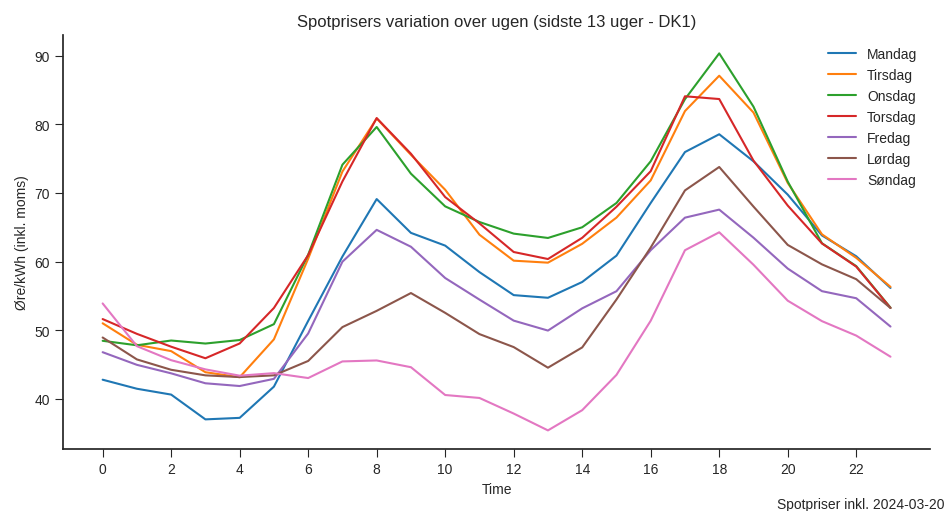 Spotprisers variation over ugen (sidste 13 uger - DK1)
Øre/kWh (inkl. moms)
90
80
70
60
50
40
Mandag
Tirsdag
Onsdag
Torsdag
Fredag
Lørdag
Søndag
0 2 4 6 8 10 12 14 16 18 20 22
Time
Spotpriser inkl. 2024-03-20